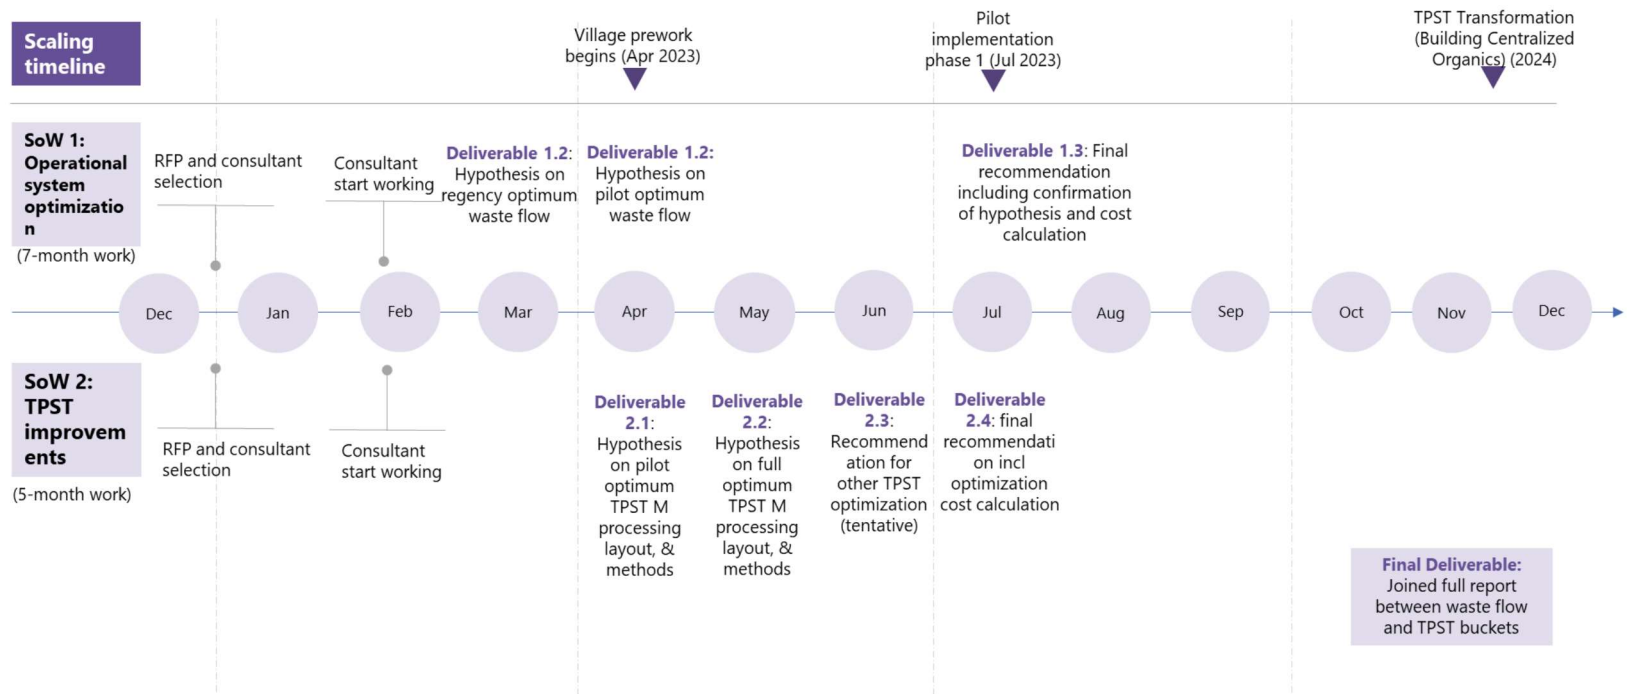 Scaling
timeline
Village prework
begins (Apr 2023)
Pilot
implementation
phase 1 (Jul 2023)
TPST Transformation
(Building Centralized
Organics) (2024)
SoW 1:
Operational
system
optimizatio
n
(7-month work)
RFP and consultant
selection
Consultant
start working
Deliverable 1.2:
Hypothesis on
regency optimum
waste flow
Deliverable 1.2:
Hypothesis on
pilot optimum
waste flow
Deliverable 1.3: Final
recommendation
including confirmation
of hypothesis and cost
calculation
Dec
Jan
Feb
Mar
Apr
May
Jun
Jul
Aug
Sep
Oct
Nov
Dec
SoW 2:
TPST
improvem
ents
(5-month work)
RFP and consultant
selection
Consultant
start working
Deliverable
2.1:
Hypothesis
on pilot
optimum
TPST M
processing
layout, &
methods
Deliverable
2.2:
Hypothesis
on full
optimum
TPST M
processing
layout, &
methods
Deliverable
2.3:
Recommend
ation for
other TPST
optimization
(tentative)
Deliverable
2.4: final
recommendati
on incl
optimization
cost calculation
Final Deliverable:
Joined full report
between waste flow
and TPST buckets